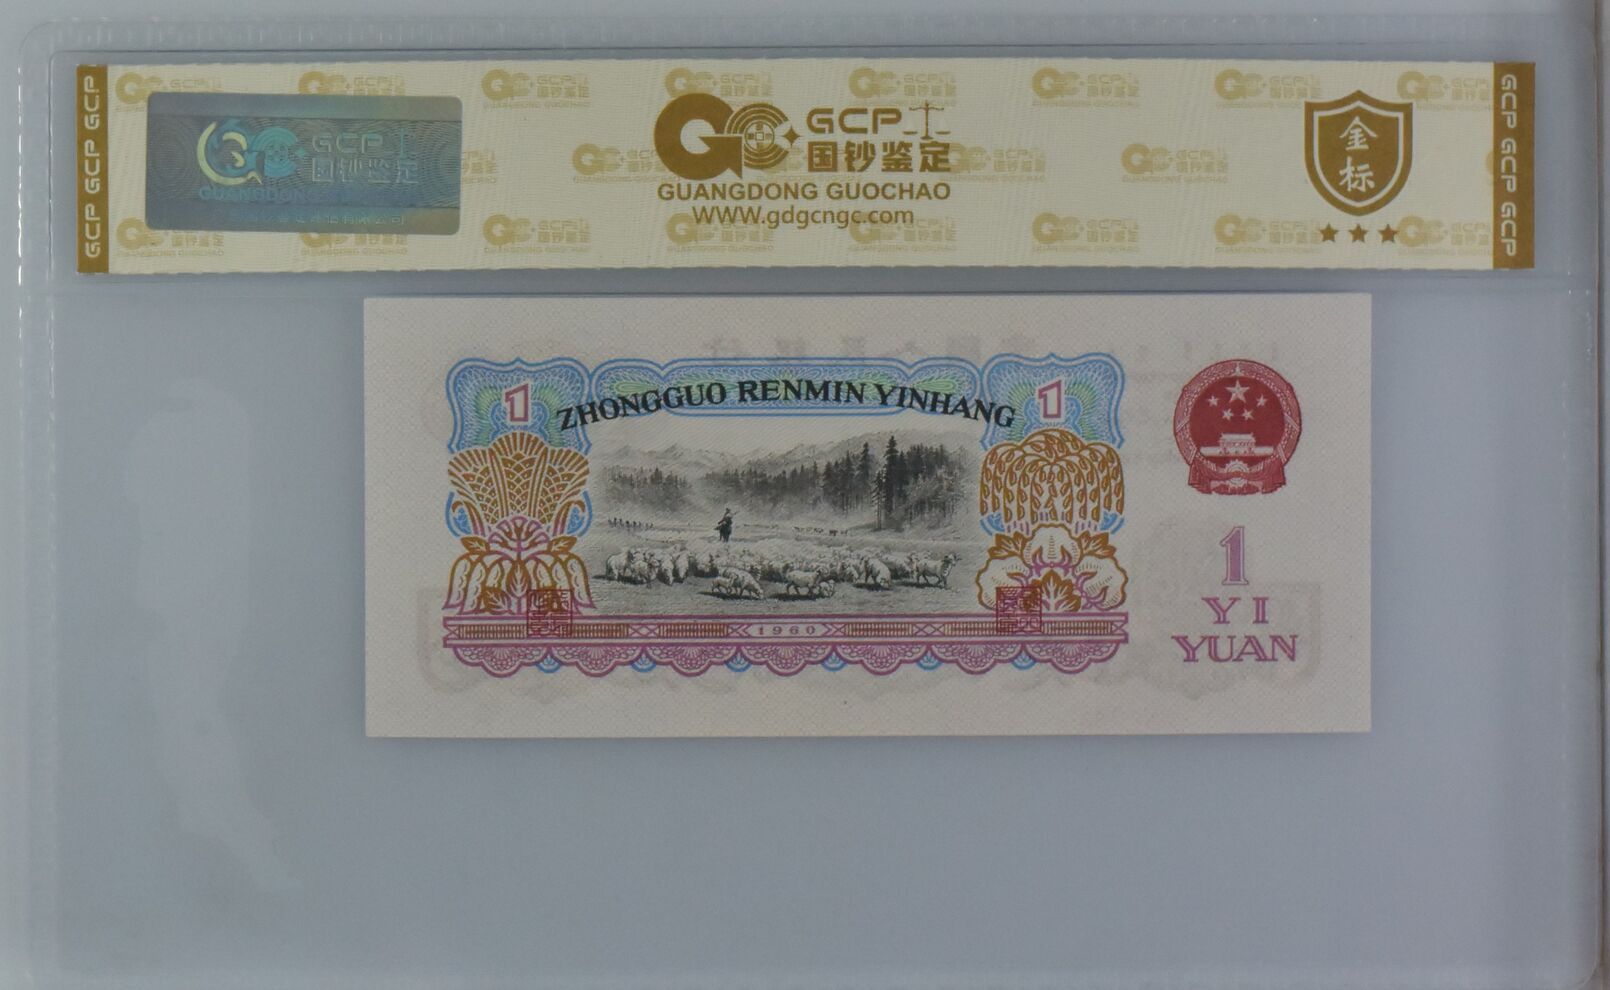 GCP GCP GCP
GCP
国钞鉴定
GUANGDONG
GCP
国钞鉴定
GUANGDONG GUOCHAO
WWW.gdgcngc.com
金标
GCP GCP GCP
1
ZHONGGUO RENMIN YINHANG
1
1960
1
YI
YUAN